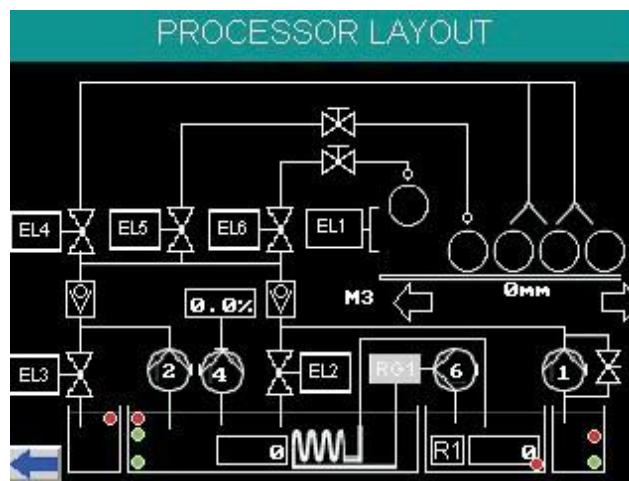 PROCESSOR LAYOUT
EL4
EL5
EL6
EL1
0.0%
M3
0mm
EL3
2
4
EL2
RG1
6
1
0
R1
0